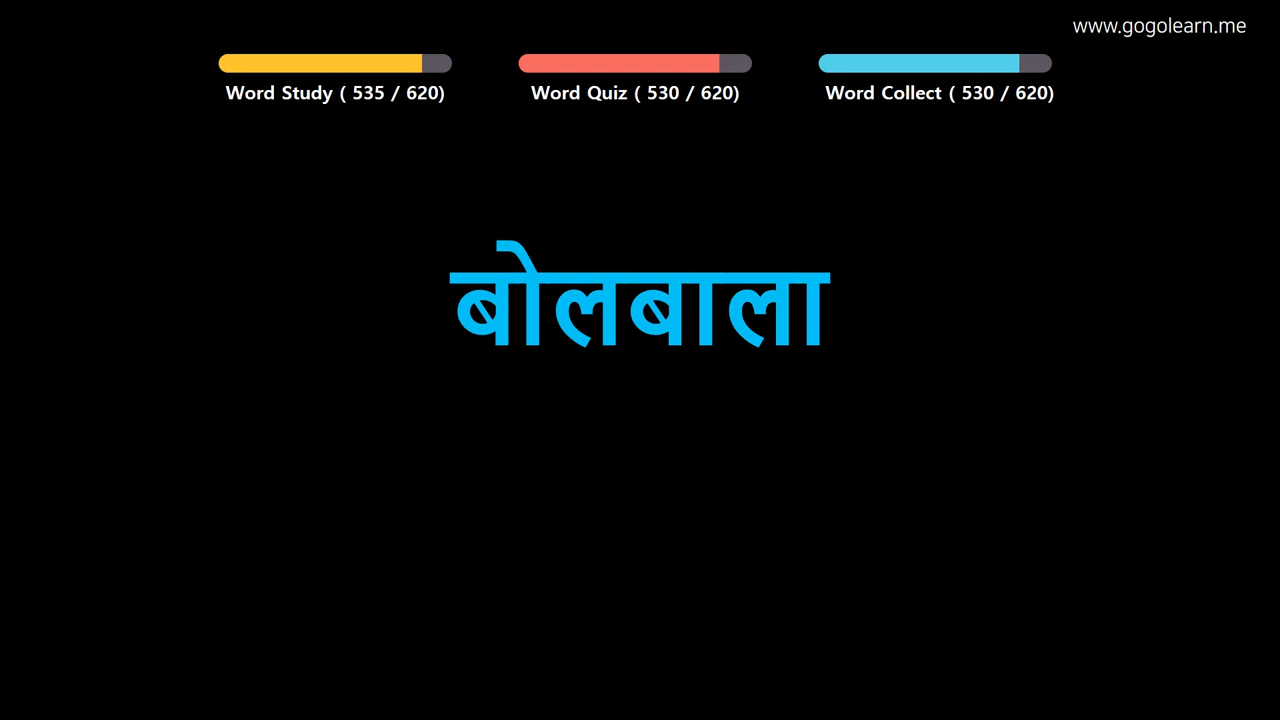 www.gogolearn.me
Word Study ( 535 / 620)
Word Quiz ( 530 / 620)
Word Collect ( 530 / 620)
बोलबाला